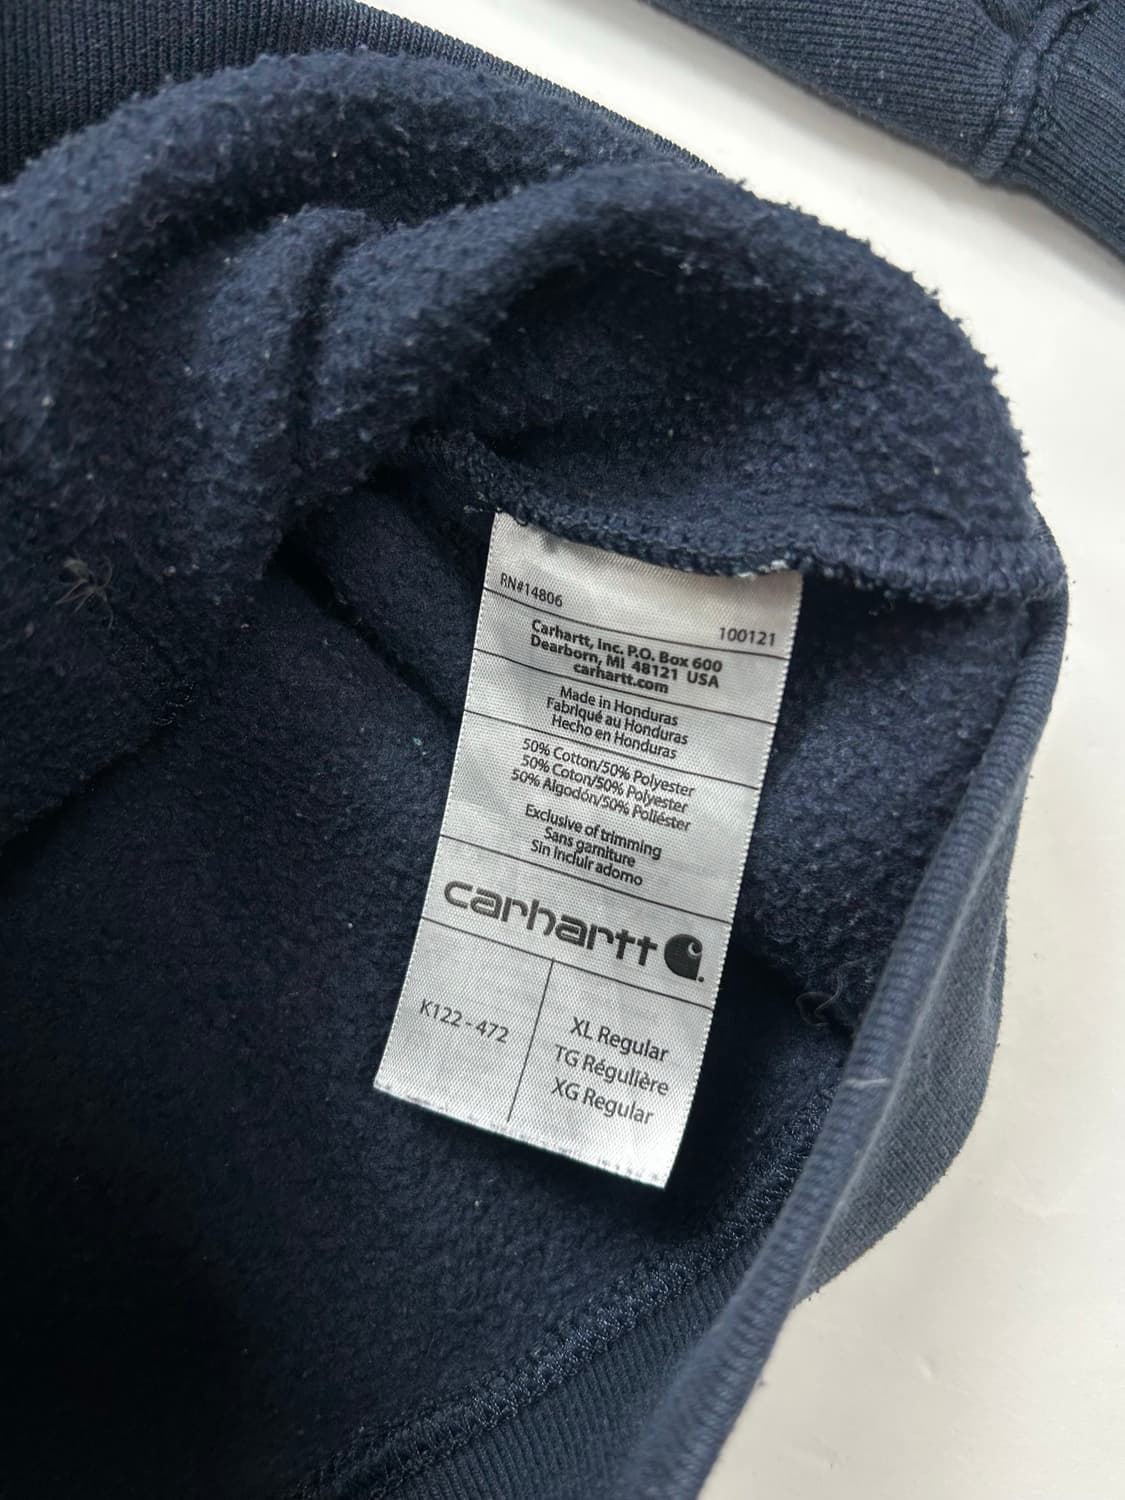 RN#14806
100121
Carhartt, Inc. P.O. Box 600
Dearborn, MI 48121 USA
carhartt.com
Made in Honduras
Fabriqué au Honduras
Hecho en Honduras
50% Cotton/50% Polyester
50% Coton/50% Polyester
50% Algodón/50% Poliéster
Exclusive of trimming
Sans garniture
Sin incluir adorno
carhartt
K122-472
XL Regular
TG Régulière
XG Regular